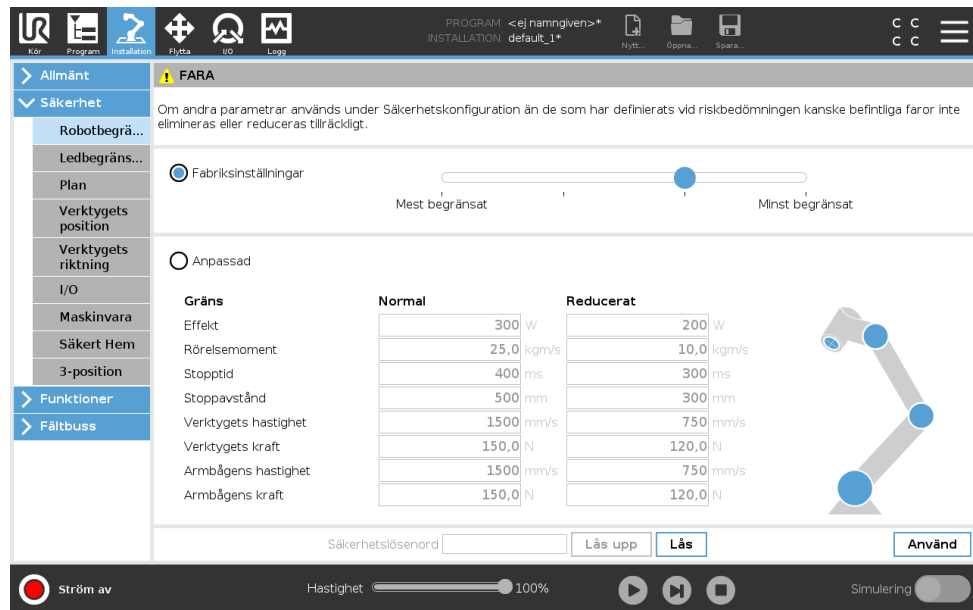 UR
Kör
Program
Installation
Flytta
I/O
Logg
PROGRAM <ej namngiven>*
INSTALLATION default_1*
Nytt...
Öppna...
Spara...
C C
C C
Allmänt
Säkerhet
Robotbegrä...
Ledbegräns...
Plan
Verktygets
position
Verktygets
riktning
I/O
Maskinvara
Säkert Hem
3-position
Funktioner
Fältbuss
FARA
Om andra parametrar används under Säkerhetskonfiguration än de som har definierats vid riskbedömningen kanske befintliga faror inte
elimineras eller reduceras tillräckligt.
Fabriksinställningar
Mest begränsat
Minst begränsat
Anpassad
Gräns Normal Reducerat
Effekt 300 W 200 W
Rörelsemoment 25,0 kgm/s 10,0 kgm/s
Stopptid 400 ms 300 ms
Stoppavstånd 500 mm 300 mm
Verktygets hastighet 1500 mm/s 750 mm/s
Verktygets kraft 150,0 N 120,0 N
Armbågens hastighet 1500 mm/s 750 mm/s
Armbågens kraft 150,0 N 120,0 N
Säkerhetslösenord
Lås upp
Lås
Använd
Ström av
Hastighet 100%
Simulering